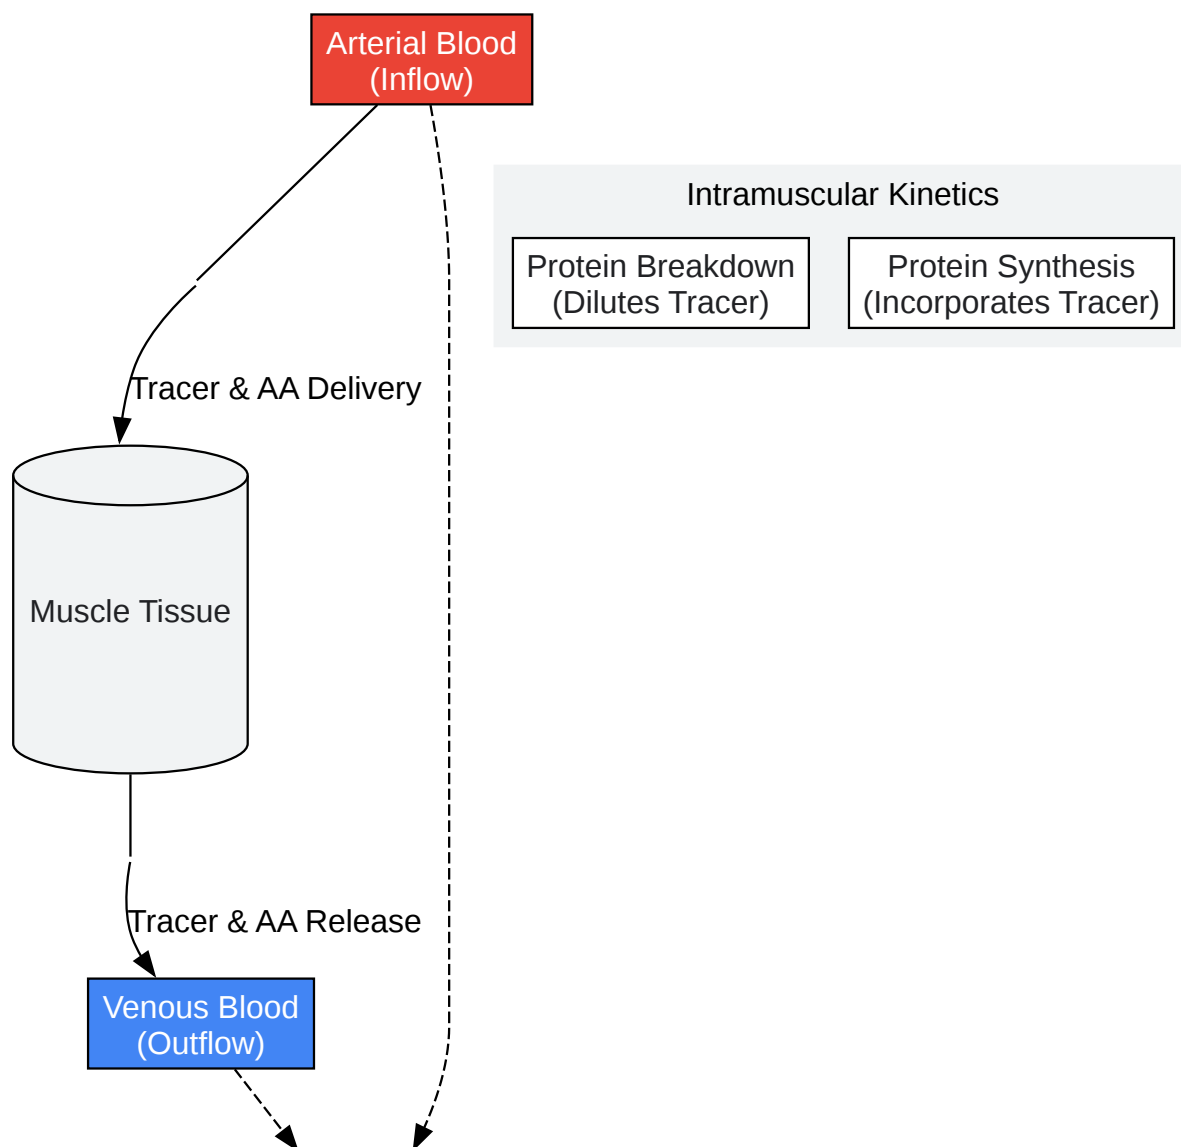 Arterial Blood
(Inflow)
Intramuscular Kinetics
Protein Breakdown
(Dilutes Tracer)
Protein Synthesis
(Incorporates Tracer)
Tracer & AA Delivery
Muscle Tissue
Tracer & AA Release
Venous Blood
(Outflow)